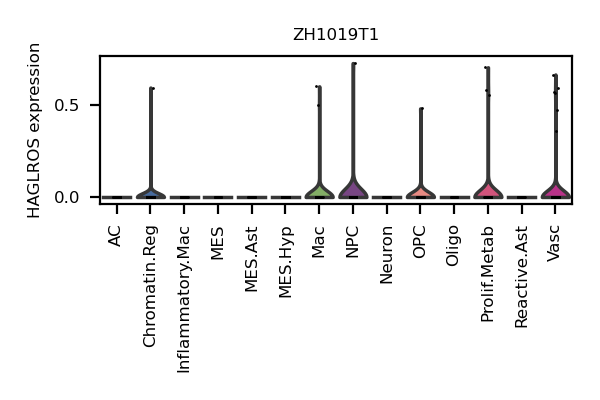 ZH1019T1
HAGLROS expression
0.5
0.0
AC
Chromatin.Reg
Inflammatory.Mac
MES
MES.Ast
MES.Hyp
Mac
NPC
Neuron
OPC
Oligo
Prolif.Metab
Reactive.Ast
Vasc